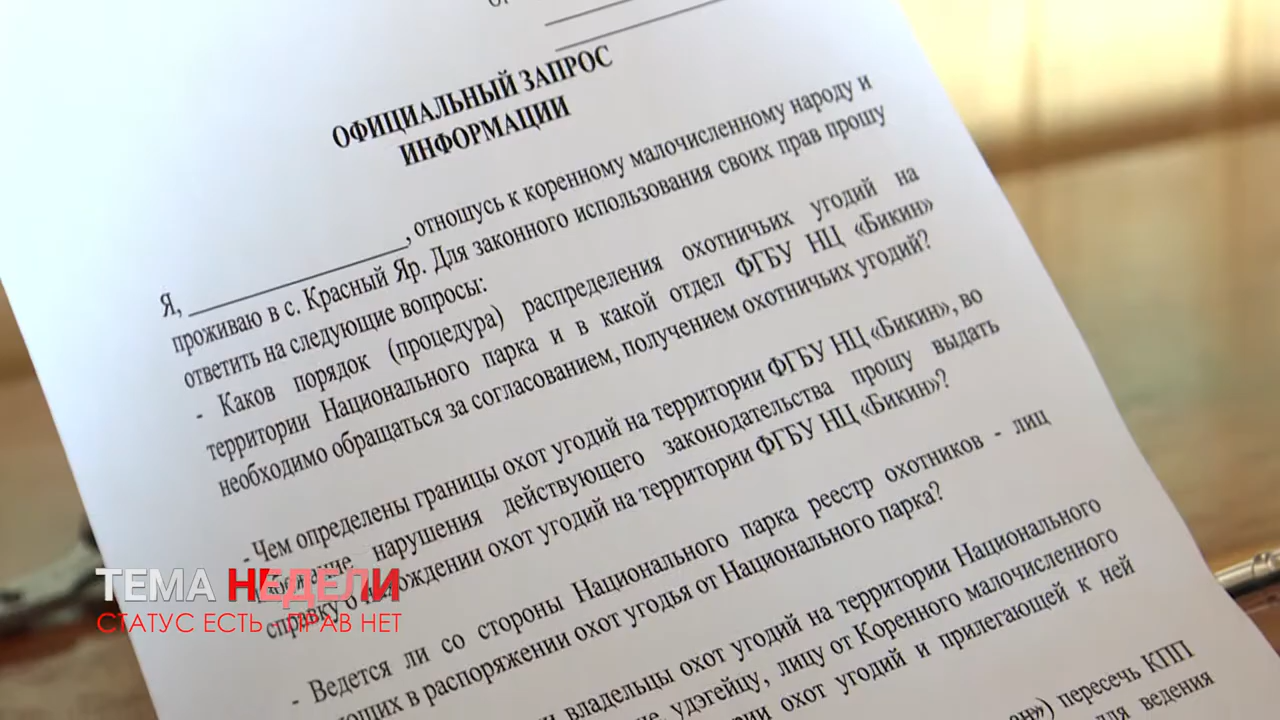 ОФИЦИАЛЬНЫЙ ЗАПРОС
ИНФОРМАЦИИ
Я, ____________________, отношусь к коренному малочисленному народу и
проживаю в с. Красный Яр. Для законного использования своих прав прошу
ответить на следующие вопросы:
- Каков порядок (процедура) распределения охотничьих угодий на
территории Национального парка и в какой отдел ФГБУ НЦ «Бикин»
необходимо обращаться за согласованием, получением охотничьих угодий?
- Чем определены границы охот угодий на территории ФГБУ НЦ «Бикин», во
нарушения действующего законодательства прошу выдать
справку о нахождении охот угодий на территории ФГБУ НЦ «Бикин»?
- Ведется ли со стороны Национального парка реестр охотников - лиц
в распоряжении охот угодья от Национального парка?
владельцы охот угодий на территории Национального
удэгейцу, лицу от Коренного малочисленного
охот угодий и прилегающей к ней
пересечь КПП
ведения
ТЕМА НЕДЕЛИ
СТАТУС ЕСТЬ - ПРАВ НЕТ